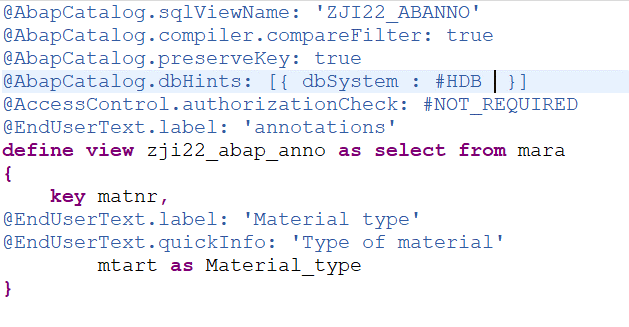 @AbapCatalog.sqlViewName: 'ZJI22_ABANNO'
@AbapCatalog.compiler.compareFilter: true
@AbapCatalog.preserveKey: true
@AbapCatalog.dbHints: [{ dbSystem : #HDB  }]
@AccessControl.authorizationCheck: #NOT_REQUIRED
@EndUserText.label: 'annotations'
define view zji22_abap_anno as select from mara
{
    key matnr,
@EndUserText.label: 'Material type'
@EndUserText.quickInfo: 'Type of material'
        mtart as Material_type
}